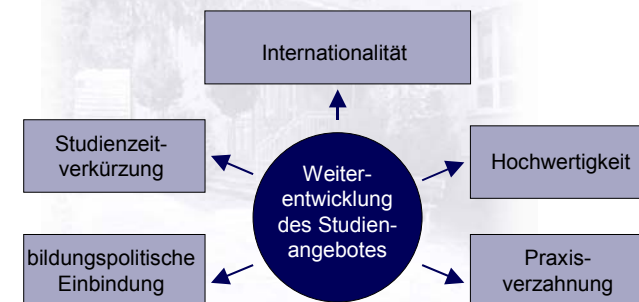 Internationalität
Studienzeit-
verkürzung
Weiter-
entwicklung
des Studien-
angebotes
Hochwertigkeit
bildungspolitische
Einbindung
Praxis-
verzahnung